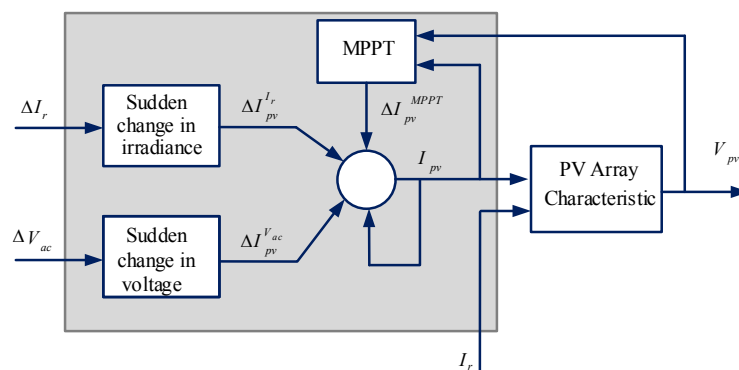 MPPT
ΔI_r
Sudden
change in
irradiance
ΔI_pv^{I_r}
ΔI_pv^{MPPT}
I_pv
PV Array
Characteristic
V_pv
ΔV_ac
Sudden
change in
voltage
ΔI_pv^{V_ac}
I_r